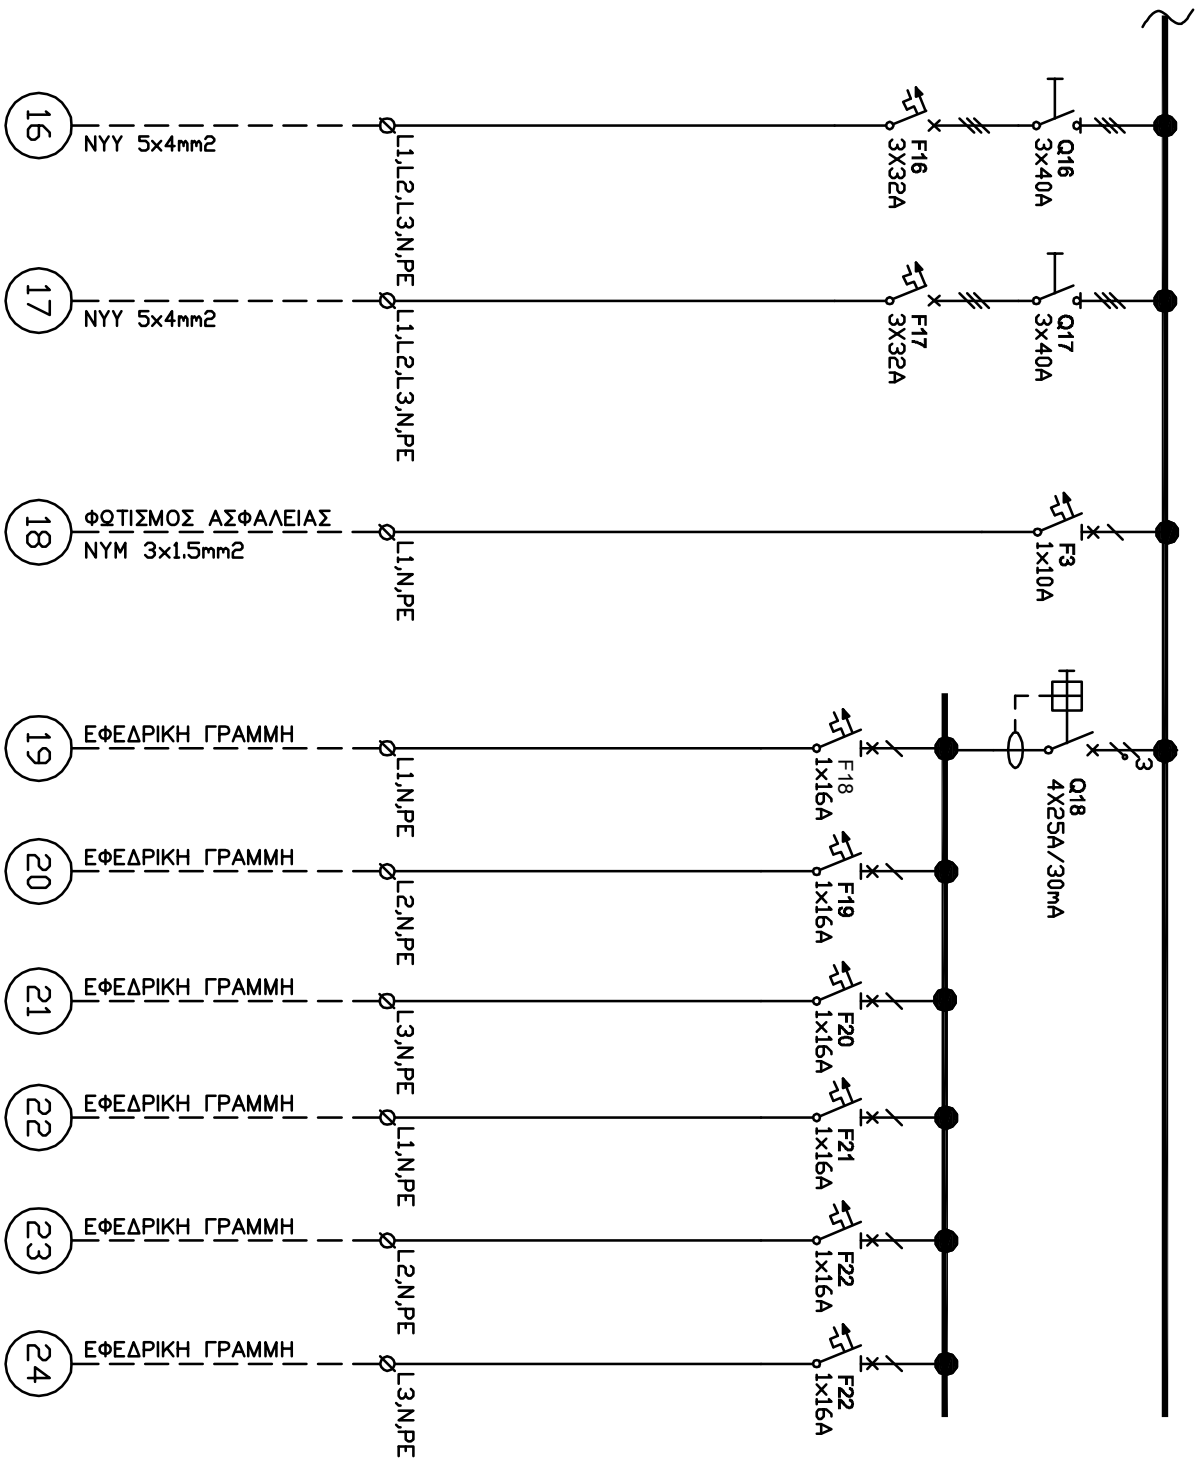 16
NYY 5x4mm2
L1,L2,L3,N,PE
F16
3X32A
Q16
3x40A
17
NYY 5x4mm2
L1,L2,L3,N,PE
F17
3X32A
Q17
3x40A
18
ΦΩΤΙΣΜΟΣ ΑΣΦΑΛΕΙΑΣ
NYM 3x1.5mm2
L1,N,PE
F3
1x10A
3
Q18
4X25A/30mA
19
ΕΦΕΔΡΙΚΗ ΓΡΑΜΜΗ
L1,N,PE
F18
1x16A
20
ΕΦΕΔΡΙΚΗ ΓΡΑΜΜΗ
L2,N,PE
F19
1x16A
21
ΕΦΕΔΡΙΚΗ ΓΡΑΜΜΗ
L3,N,PE
F20
1x16A
22
ΕΦΕΔΡΙΚΗ ΓΡΑΜΜΗ
L1,N,PE
F21
1x16A
23
ΕΦΕΔΡΙΚΗ ΓΡΑΜΜΗ
L2,N,PE
F22
1x16A
24
ΕΦΕΔΡΙΚΗ ΓΡΑΜΜΗ
L3,N,PE
F22
1x16A